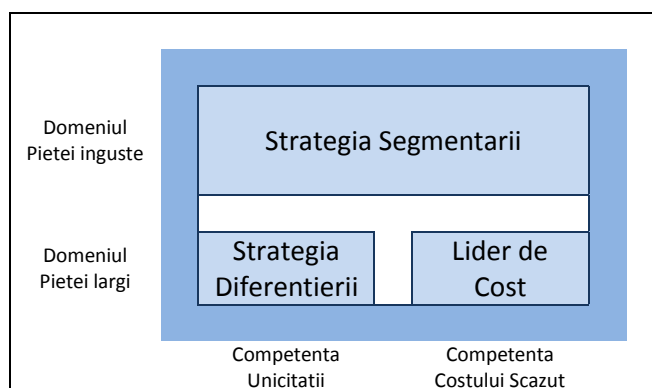 Domeniul
Pietei inguste
Strategia Segmentarii
Domeniul
Pietei largi
Strategia
Diferentierii
Lider de
Cost
Competenta
Unicitatii
Competenta
Costului Scazut